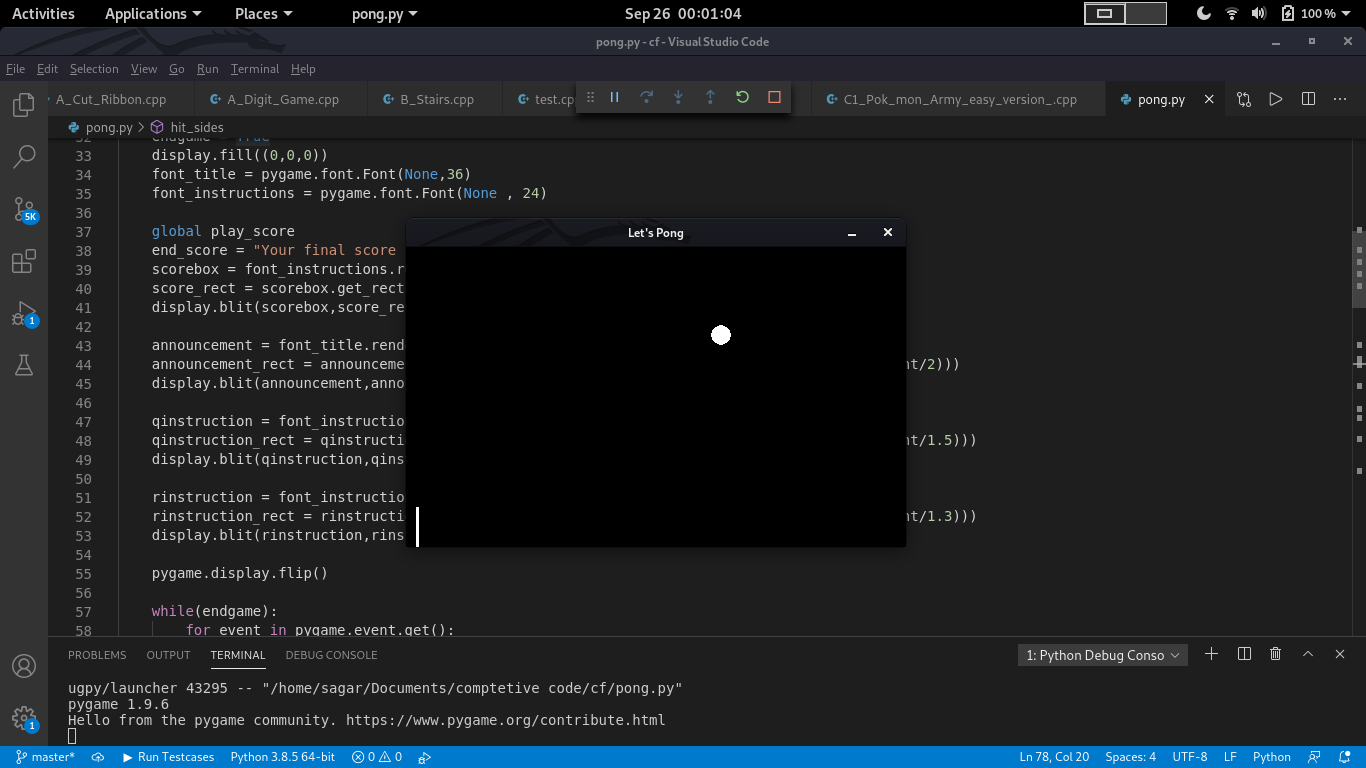 Activities Applications Places pong.py Sep 26 00:01:04 100 %
pong.py - cf - Visual Studio Code
File Edit Selection View Go Run Terminal Help
A_Cut_Ribbon.cpp A_Digit_Game.cpp B_Stairs.cpp test.cp C1_Pok_mon_Army_easy_version_.cpp pong.py
pong.py > hit_sides
32 endgame = True
33 display.fill((0,0,0))
34 font_title = pygame.font.Font(None,36)
35 font_instructions = pygame.font.Font(None , 24)
36
37 global play_score
38 end_score = "Your final score
39 scorebox = font_instructions.r
40 score_rect = scorebox.get_rect
41 display.blit(scorebox,score_re
42
43 announcement = font_title.rend
44 announcement_rect = announceme nt/2)))
45 display.blit(announcement,anno
46
47 qinstruction = font_instructio
48 qinstruction_rect = qinstructi nt/1.5)))
49 display.blit(qinstruction,qins
50
51 rinstruction = font_instructio
52 rinstruction_rect = rinstructi nt/1.3)))
53 display.blit(rinstruction,rins
54
55 pygame.display.flip()
56
57 while(endgame):
58 for event in pygame.event.get():
Let's Pong
5K
1
1
PROBLEMS OUTPUT TERMINAL DEBUG CONSOLE 1: Python Debug Conso
ugpy/launcher 43295 -- "/home/sagar/Documents/comptetive code/cf/pong.py"
pygame 1.9.6
Hello from the pygame community. https://www.pygame.org/contribute.html
master* Run Testcases Python 3.8.5 64-bit 0 0 Ln 78, Col 20 Spaces: 4 UTF-8 LF Python